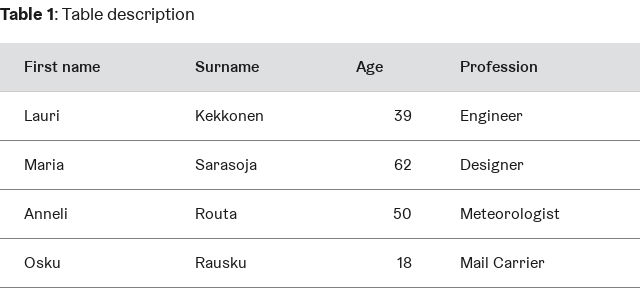 Table 1: Table description
First name Surname Age Profession
Lauri Kekkonen 39 Engineer
Maria Sarasoja 62 Designer
Anneli Routa 50 Meteorologist
Osku Rausku 18 Mail Carrier